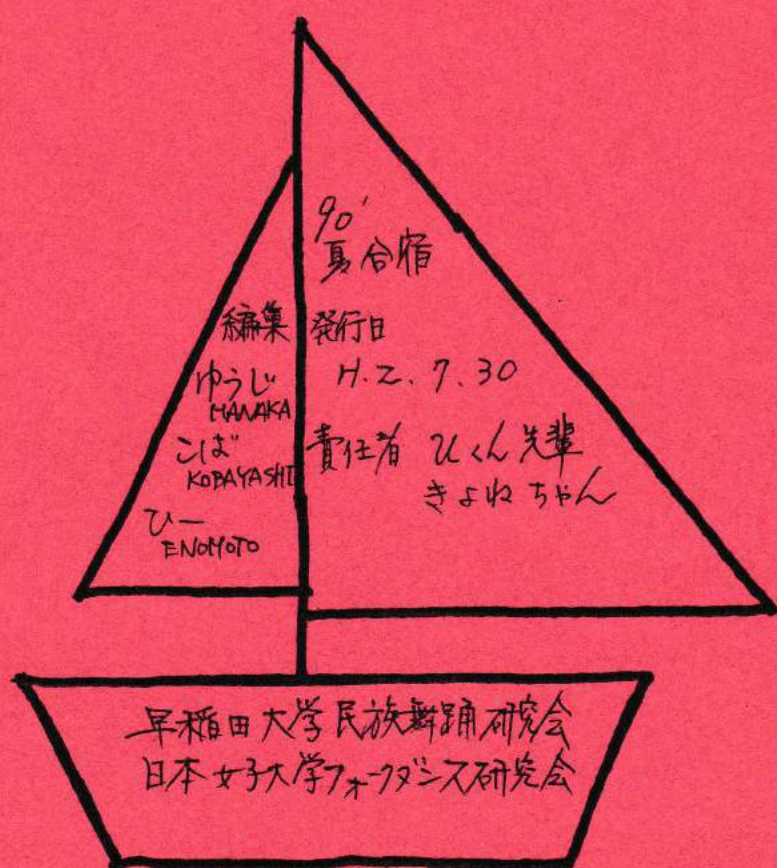 90'
夏合宿
発行日
H.2.7.30
責任者 ひくん先輩
きよねちゃん
編集
ゆうじ
MANAKA
こば
KOBAYASHI
ひー
ENOMOTO
早稲田大学民族舞踊研究会
日本女子大学フォークダンス研究会